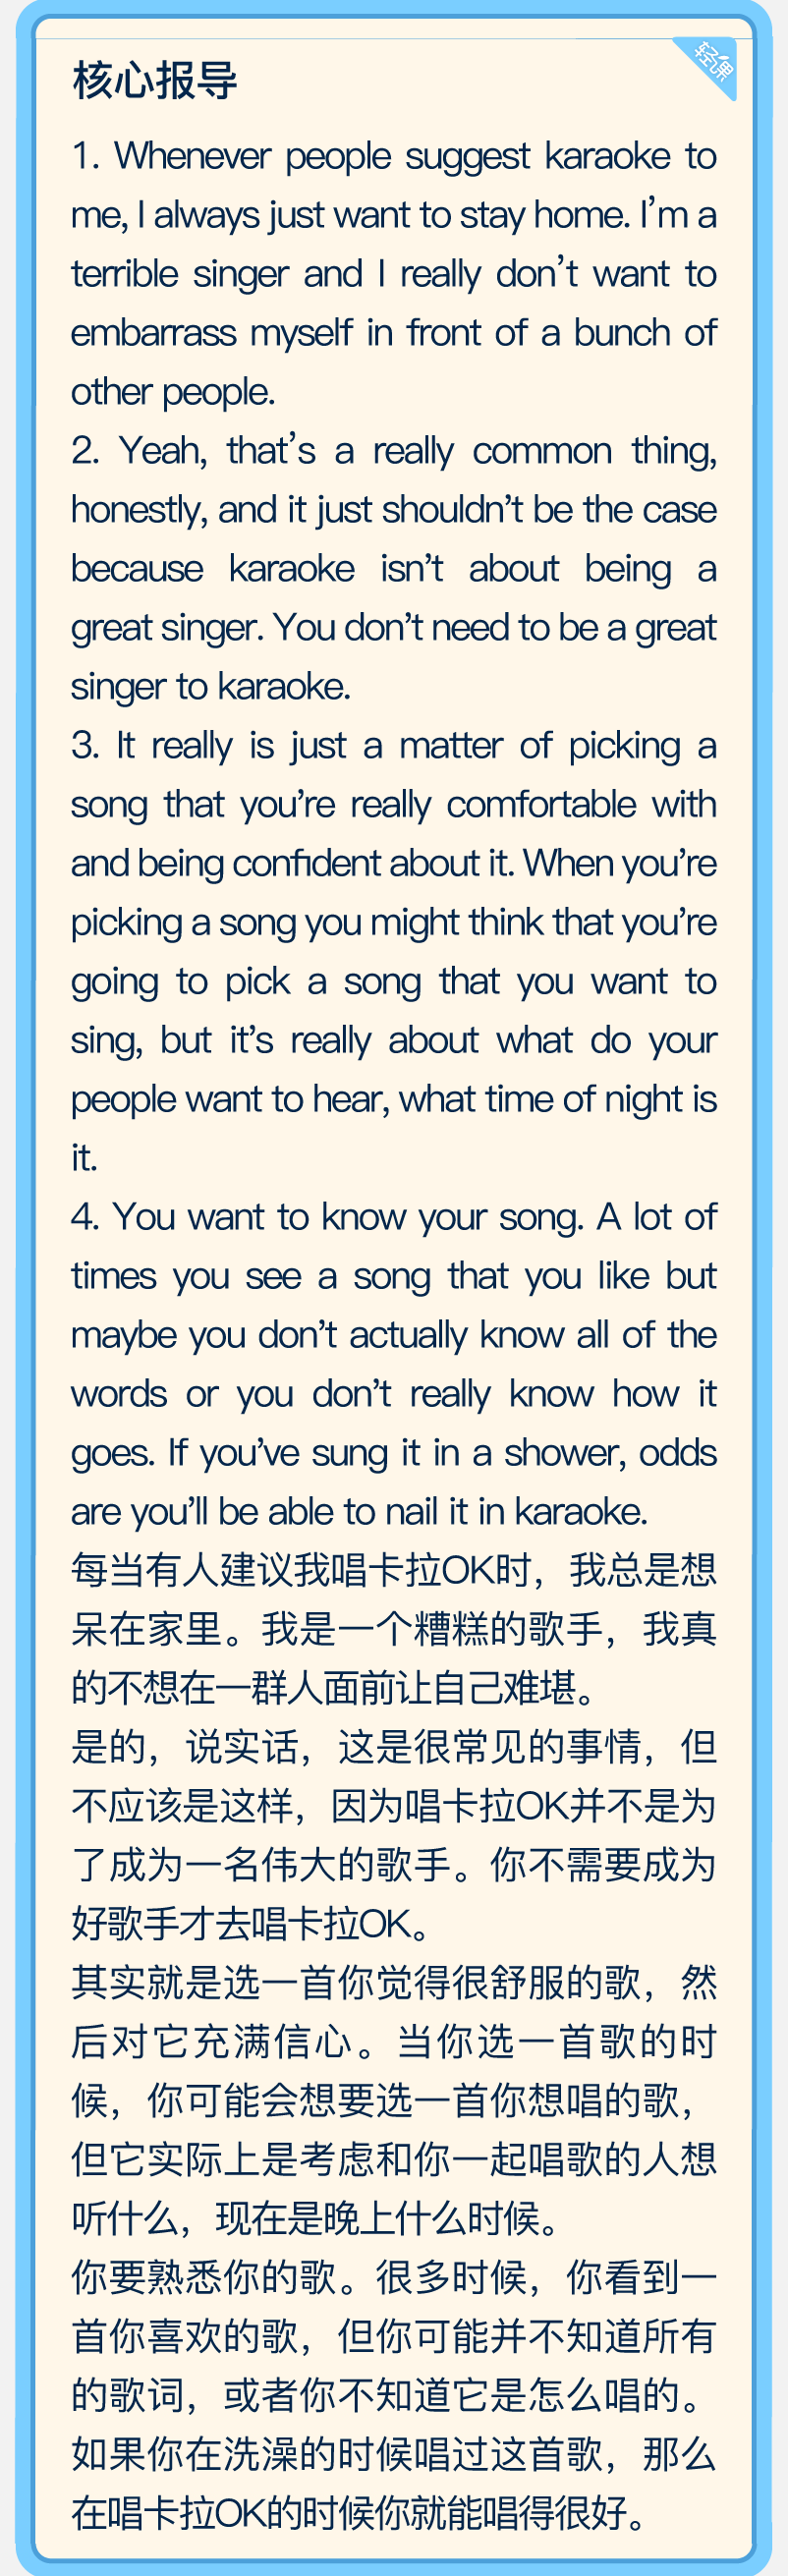 核心报导
轻课
1. Whenever people suggest karaoke to
me, I always just want to stay home. I'm a
terrible singer and I really don't want to
embarrass myself in front of a bunch of
other people.
2. Yeah, that's a really common thing,
honestly, and it just shouldn't be the case
because karaoke isn't about being a
great singer. You don't need to be a great
singer to karaoke.
3. It really is just a matter of picking a
song that you're really comfortable with
and being confident about it. When you're
picking a song you might think that you're
going to pick a song that you want to
sing, but it's really about what do your
people want to hear, what time of night is
it.
4. You want to know your song. A lot of
times you see a song that you like but
maybe you don't actually know all of the
words or you don't really know how it
goes. If you've sung it in a shower, odds
are you'll be able to nail it in karaoke.
每当有人建议我唱卡拉OK时，我总是想
呆在家里。我是一个糟糕的歌手，我真
的不想在一群人面前让自己难堪。
是的，说实话，这是很常见的事情，但
不应该是这样，因为唱卡拉OK并不是为
了成为一名伟大的歌手。你不需要成为
好歌手才去唱卡拉OK。
其实就是选一首你觉得很舒服的歌，然
后对它充满信心。当你选一首歌的时
候，你可能会想要选一首你想唱的歌，
但它实际上是考虑和你一起唱歌的人想
听什么，现在是晚上什么时候。
你要熟悉你的歌。很多时候，你看到一
首你喜欢的歌，但你可能并不知道所有
的歌词，或者你不知道它是怎么唱的。
如果你在洗澡的时候唱过这首歌，那么
在唱卡拉OK的时候你就能唱得很好。